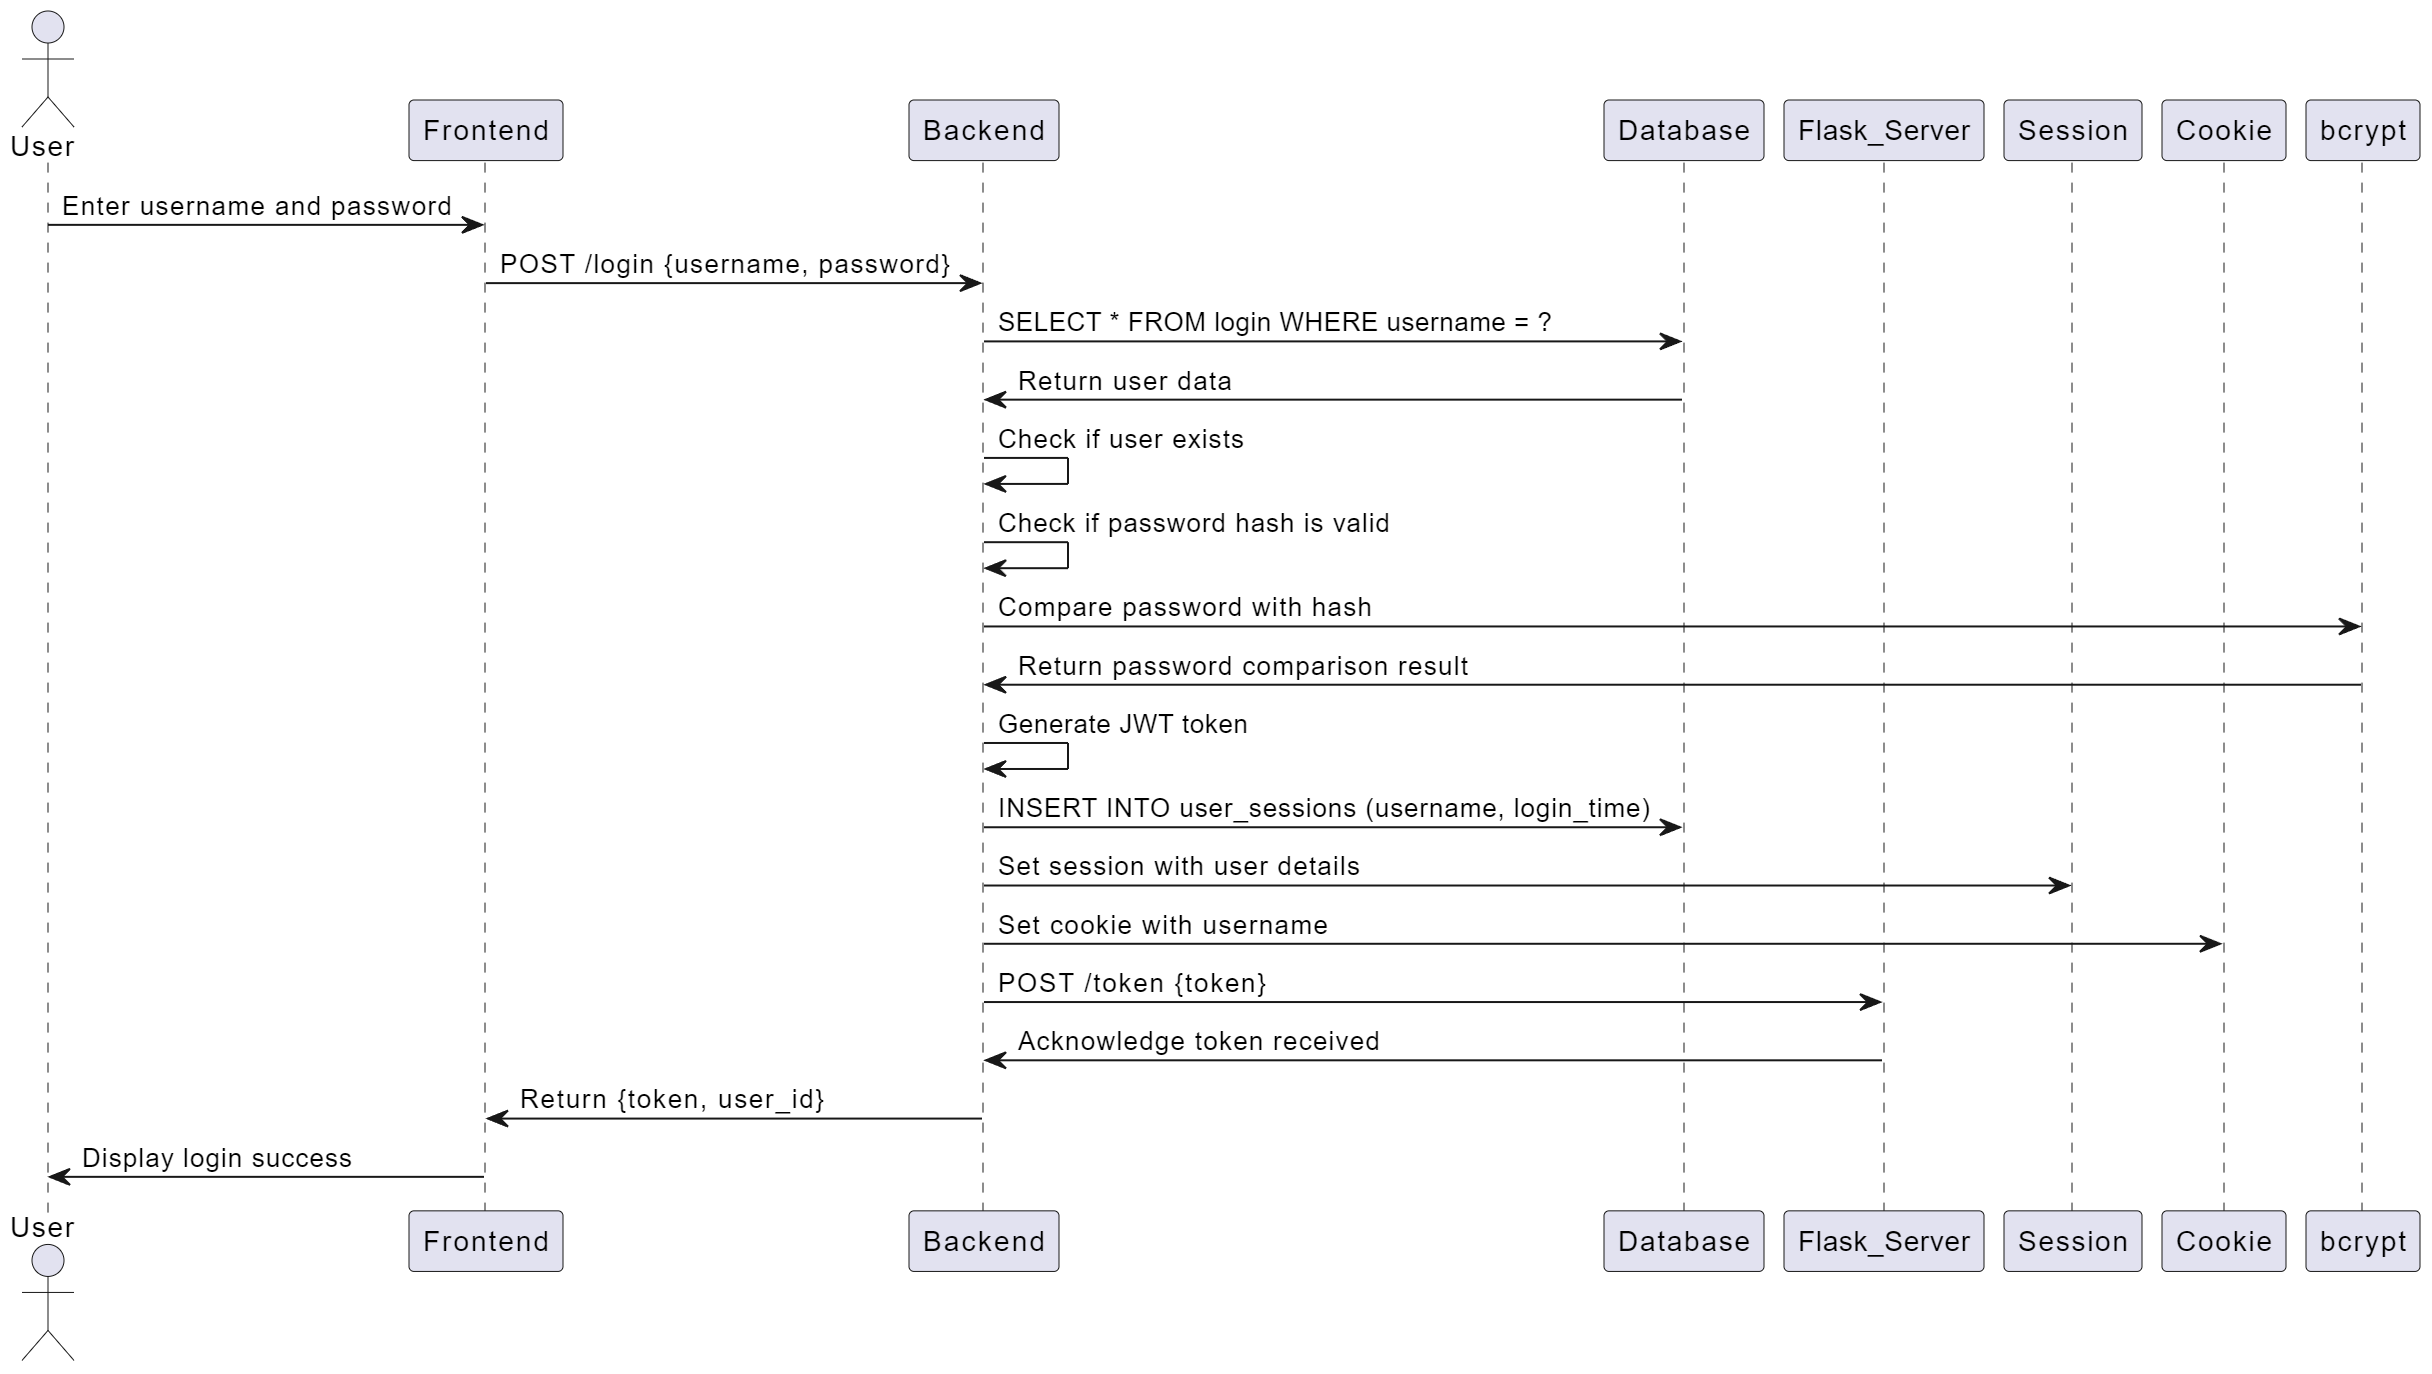 User
Frontend
Backend
Database
Flask_Server
Session
Cookie
bcrypt
Enter username and password
POST /login {username, password}
SELECT * FROM login WHERE username = ?
Return user data
Check if user exists
Check if password hash is valid
Compare password with hash
Return password comparison result
Generate JWT token
INSERT INTO user_sessions (username, login_time)
Set session with user details
Set cookie with username
POST /token {token}
Acknowledge token received
Return {token, user_id}
Display login success
User
Frontend
Backend
Database
Flask_Server
Session
Cookie
bcrypt